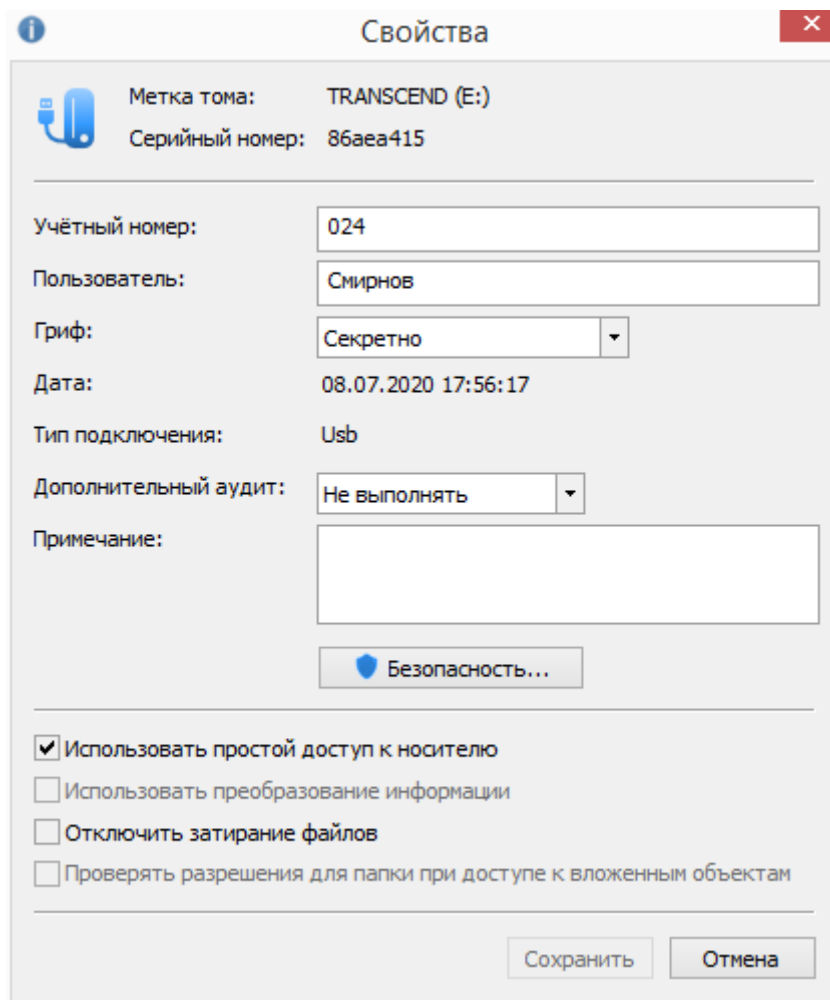 Свойства
Метка тома: TRANSCEND (E:)
Серийный номер: 86aea415
Учётный номер: 024
Пользователь: Смирнов
Гриф: Секретно
Дата: 08.07.2020 17:56:17
Тип подключения: Usb
Дополнительный аудит: Не выполнять
Примечание:
Безопасность...
Использовать простой доступ к носителю
Использовать преобразование информации
Отключить затирание файлов
Проверять разрешения для папки при доступе к вложенным объектам
Сохранить Отмена